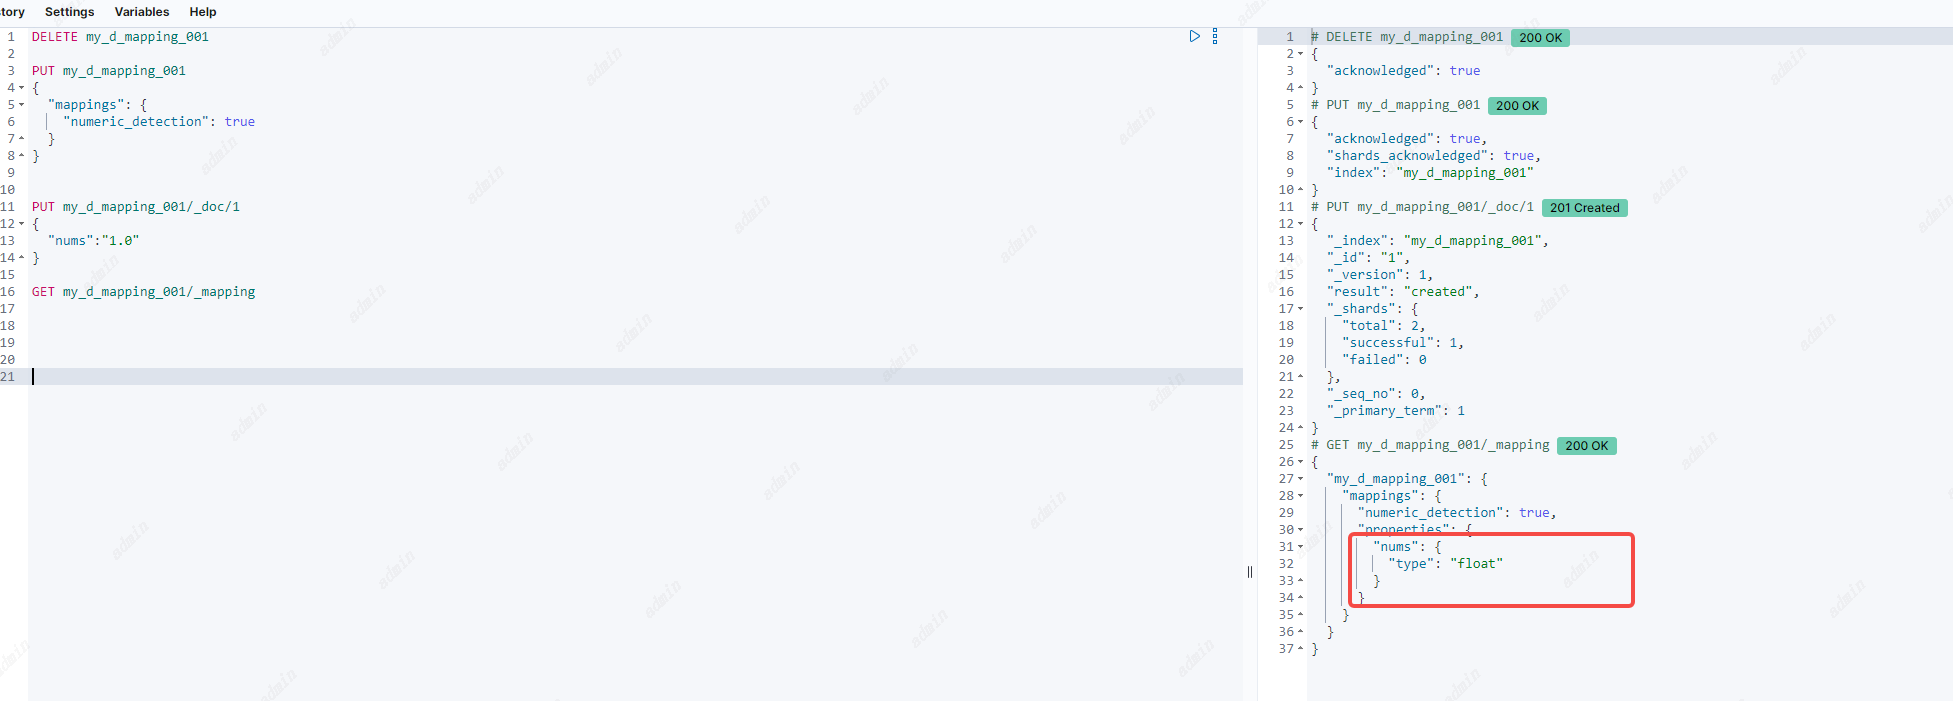 tory Settings Variables Help
1 DELETE my_d_mapping_001
2
3 PUT my_d_mapping_001
4 {
5 "mappings": {
6 "numeric_detection": true
7 }
8 }
9
10
11 PUT my_d_mapping_001/_doc/1
12 {
13 "nums":"1.0"
14 }
15
16 GET my_d_mapping_001/_mapping
17
18
19
20
21
1 # DELETE my_d_mapping_001 200 OK
2 {
3 "acknowledged": true
4 }
5 # PUT my_d_mapping_001 200 OK
6 {
7 "acknowledged": true,
8 "shards_acknowledged": true,
9 "index": "my_d_mapping_001"
10 }
11 # PUT my_d_mapping_001/_doc/1 201 Created
12 {
13 "_index": "my_d_mapping_001",
14 "_id": "1",
15 "_version": 1,
16 "result": "created",
17 "_shards": {
18 "total": 2,
19 "successful": 1,
20 "failed": 0
21 },
22 "_seq_no": 0,
23 "_primary_term": 1
24 }
25 # GET my_d_mapping_001/_mapping 200 OK
26 {
27 "my_d_mapping_001": {
28 "mappings": {
29 "numeric_detection": true,
30 "properties": {
31 "nums": {
32 "type": "float"
33 }
34 }
35 }
36 }
37 }
admin